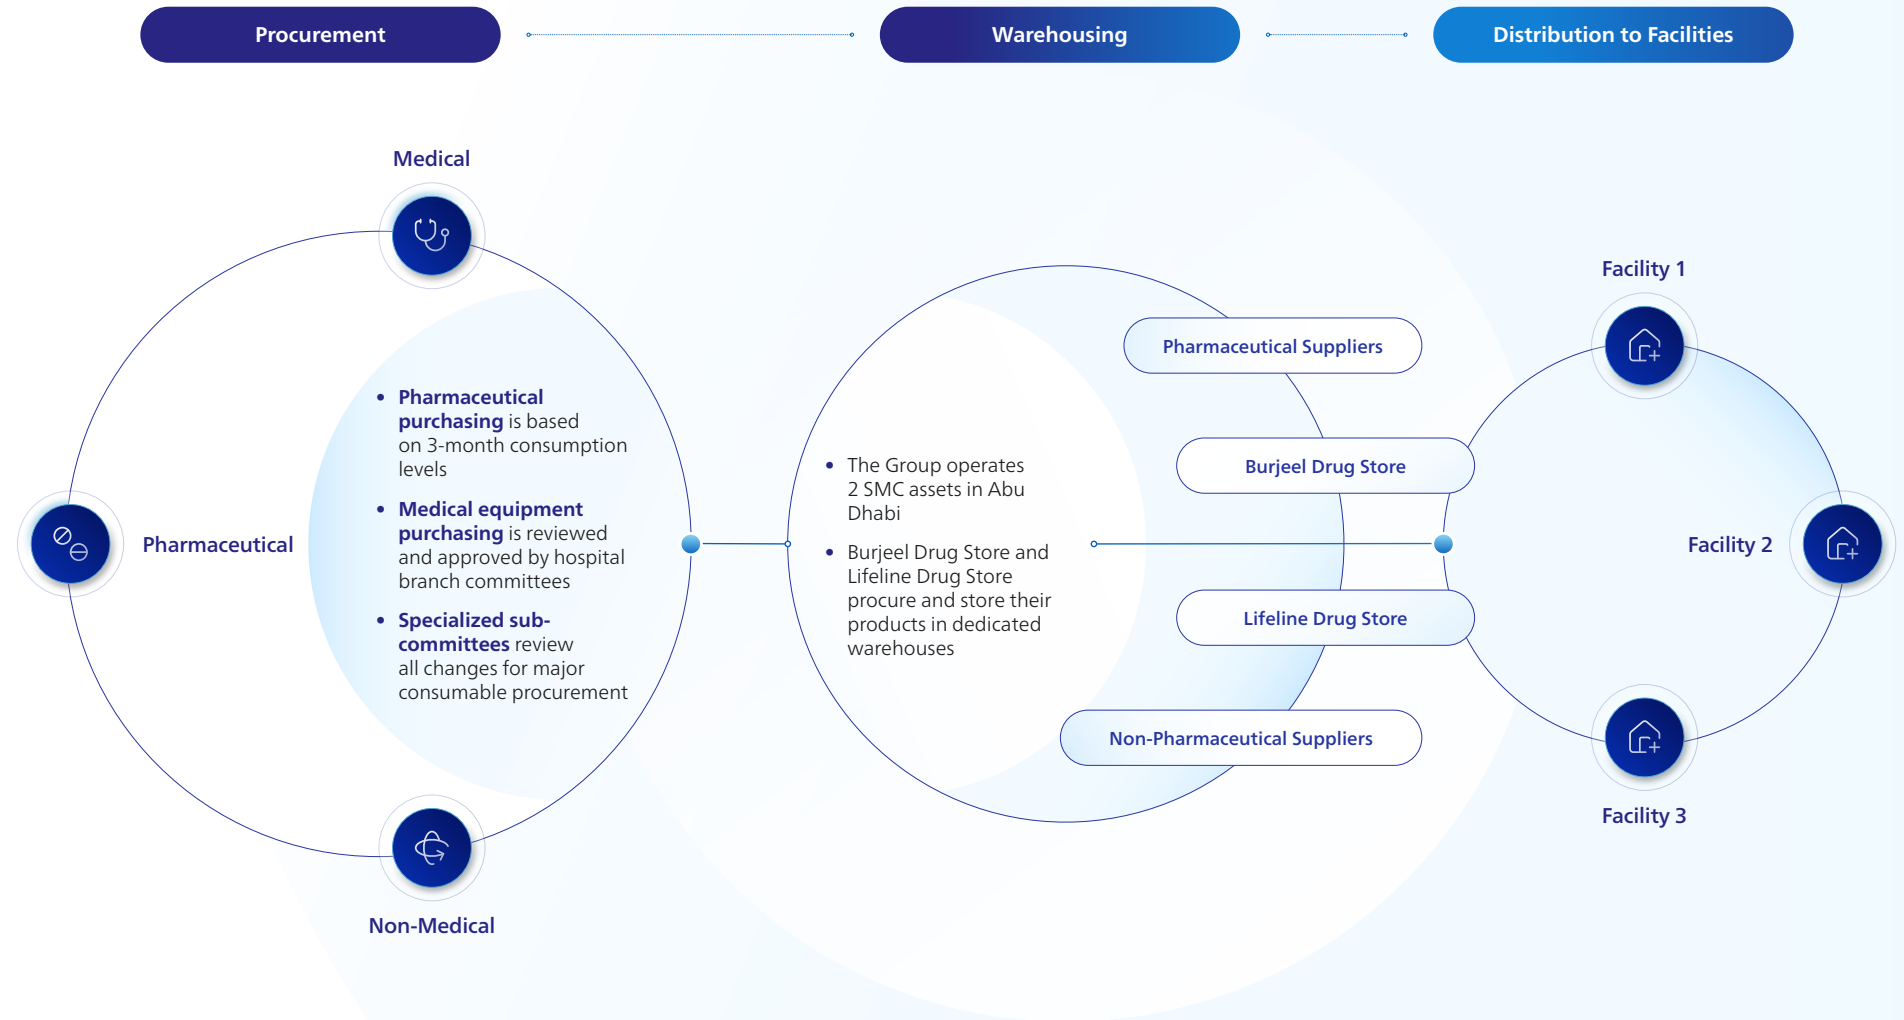 Procurement
Warehousing
Distribution to Facilities
Medical
Pharmaceutical
Non-Medical
• Pharmaceutical
purchasing is based
on 3-month consumption
levels
• Medical equipment
purchasing is reviewed
and approved by hospital
branch committees
• Specialized sub-
committees review
all changes for major
consumable procurement
• The Group operates
2 SMC assets in Abu
Dhabi
• Burjeel Drug Store and
Lifeline Drug Store
procure and store their
products in dedicated
warehouses
Pharmaceutical Suppliers
Burjeel Drug Store
Lifeline Drug Store
Non-Pharmaceutical Suppliers
Facility 1
Facility 2
Facility 3